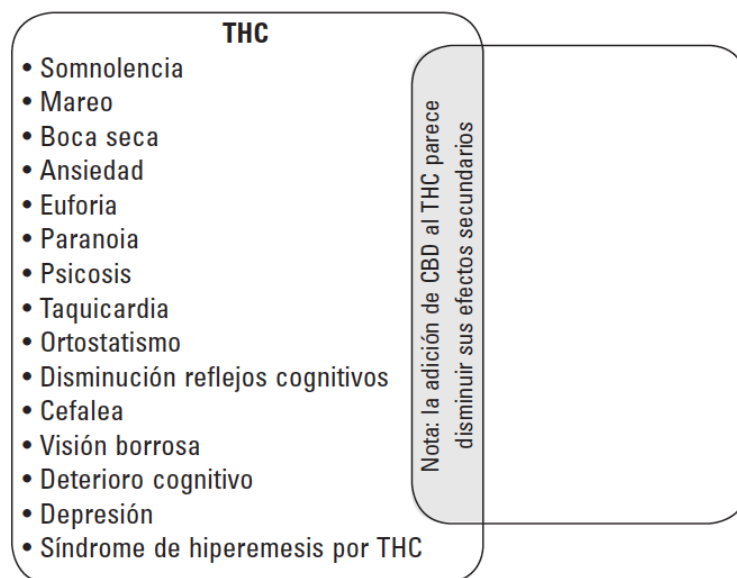 THC
• Somnolencia
• Mareo
• Boca seca
• Ansiedad
• Euforia
• Paranoia
• Psicosis
• Taquicardia
• Ortostatismo
• Disminución reflejos cognitivos
• Cefalea
• Visión borrosa
• Deterioro cognitivo
• Depresión
• Síndrome de hiperemesis por THC
Nota: la adición de CBD al THC parece
disminuir sus efectos secundarios